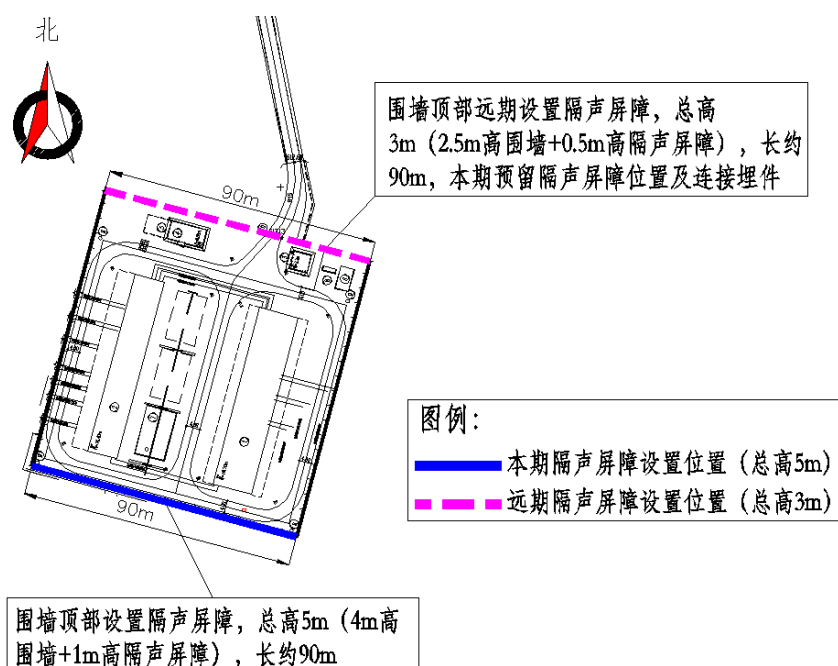 北
围墙顶部远期设置隔声屏障，总高
3m（2.5m高围墙+0.5m高隔声屏障），长约
90m，本期预留隔声屏障位置及连接埋件
90m
图例：
本期隔声屏障设置位置（总高5m）
远期隔声屏障设置位置（总高3m）
90m
围墙顶部设置隔声屏障，总高5m（4m高
围墙+1m高隔声屏障），长约90m